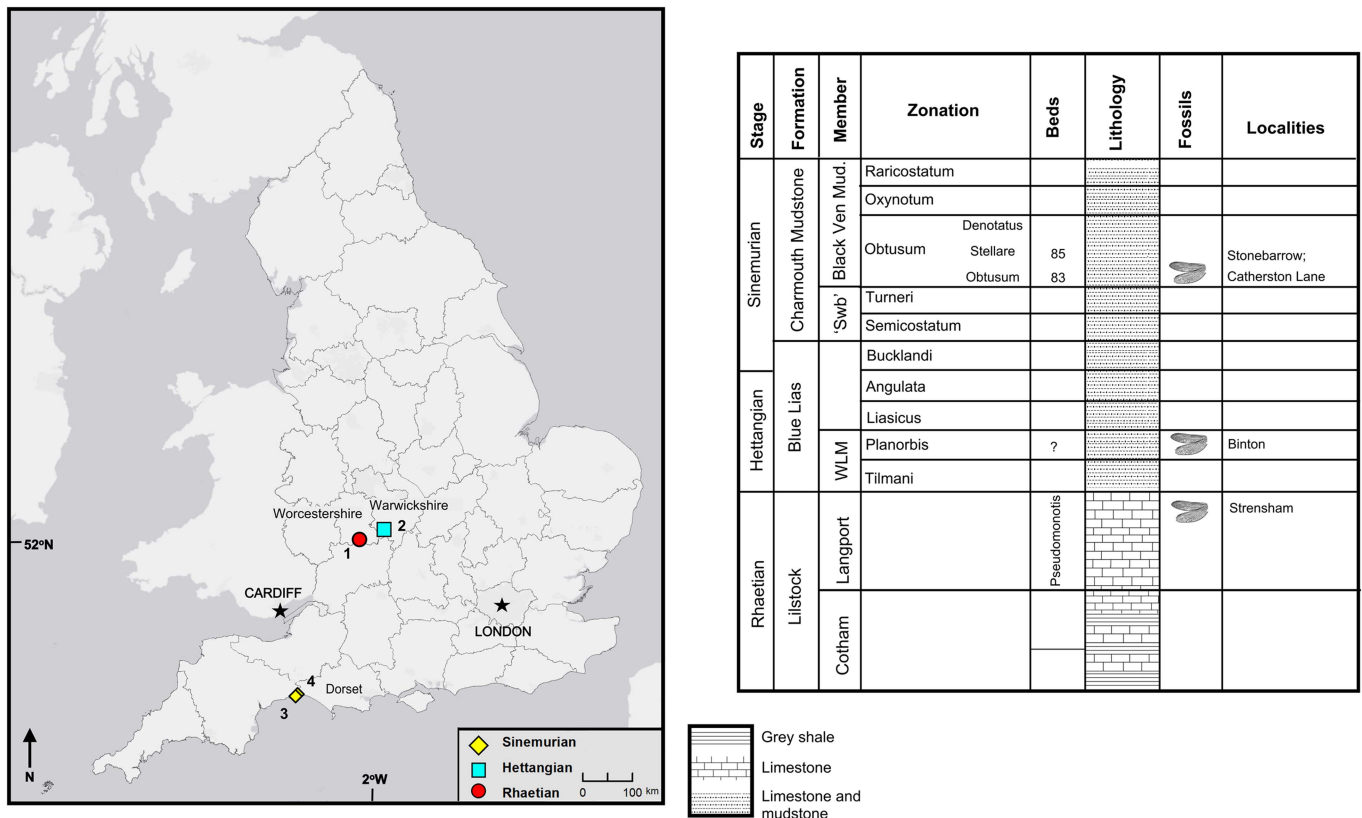 Worcestershire
Warwickshire
2
1
52°N
CARDIFF
LONDON
4
Dorset
3
N
Sinemurian
Hettangian
Rhaetian
0 100 km
2°W
Stage
Formation
Member
Zonation
Beds
Lithology
Fossils
Localities
Sinemurian
Hettangian
Rhaetian
Charmouth Mudstone
Blue Lias
Lilstock
Black Ven Mud.
'Swb'
WLM
Langport
Cotham
Raricostatum
Oxynotum
Denotatus
Obtusum
Stellare
85
Stonebarrow;
Obtusum
83
Catherston Lane
Turneri
Semicostatum
Bucklandi
Angulata
Liasicus
Planorbis
?
Binton
Tilmani
Pseudomonotis
Strensham
Grey shale
Limestone
Limestone and
mudstone